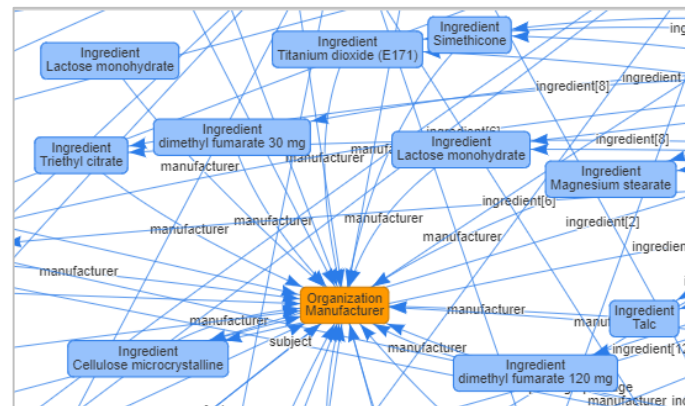 Ingredient
Simethicone
Ingredient
Titanium dioxide (E171)
Ingredient
Lactose monohydrate
ingredient
ingredient[8]
Ingredient
dimethyl fumarate 30 mg
Ingredient
Triethyl citrate
ingredient[8]
Ingredient
Lactose monohydrate
manufacturer
manufacturer
Ingredient
Magnesium stearate
ingredient[6]
manufacturer
manufacturer
manufacturer
ingredient[2]
manufacturer
manufacturer
manufacturer
Organization
Manufacturer
manufacturer
manufacturer
Ingredient
Talc
subject
manufacturer
Ingredient
Cellulose microcrystalline
Ingredient
dimethyl fumarate 120 mg
manufacturer